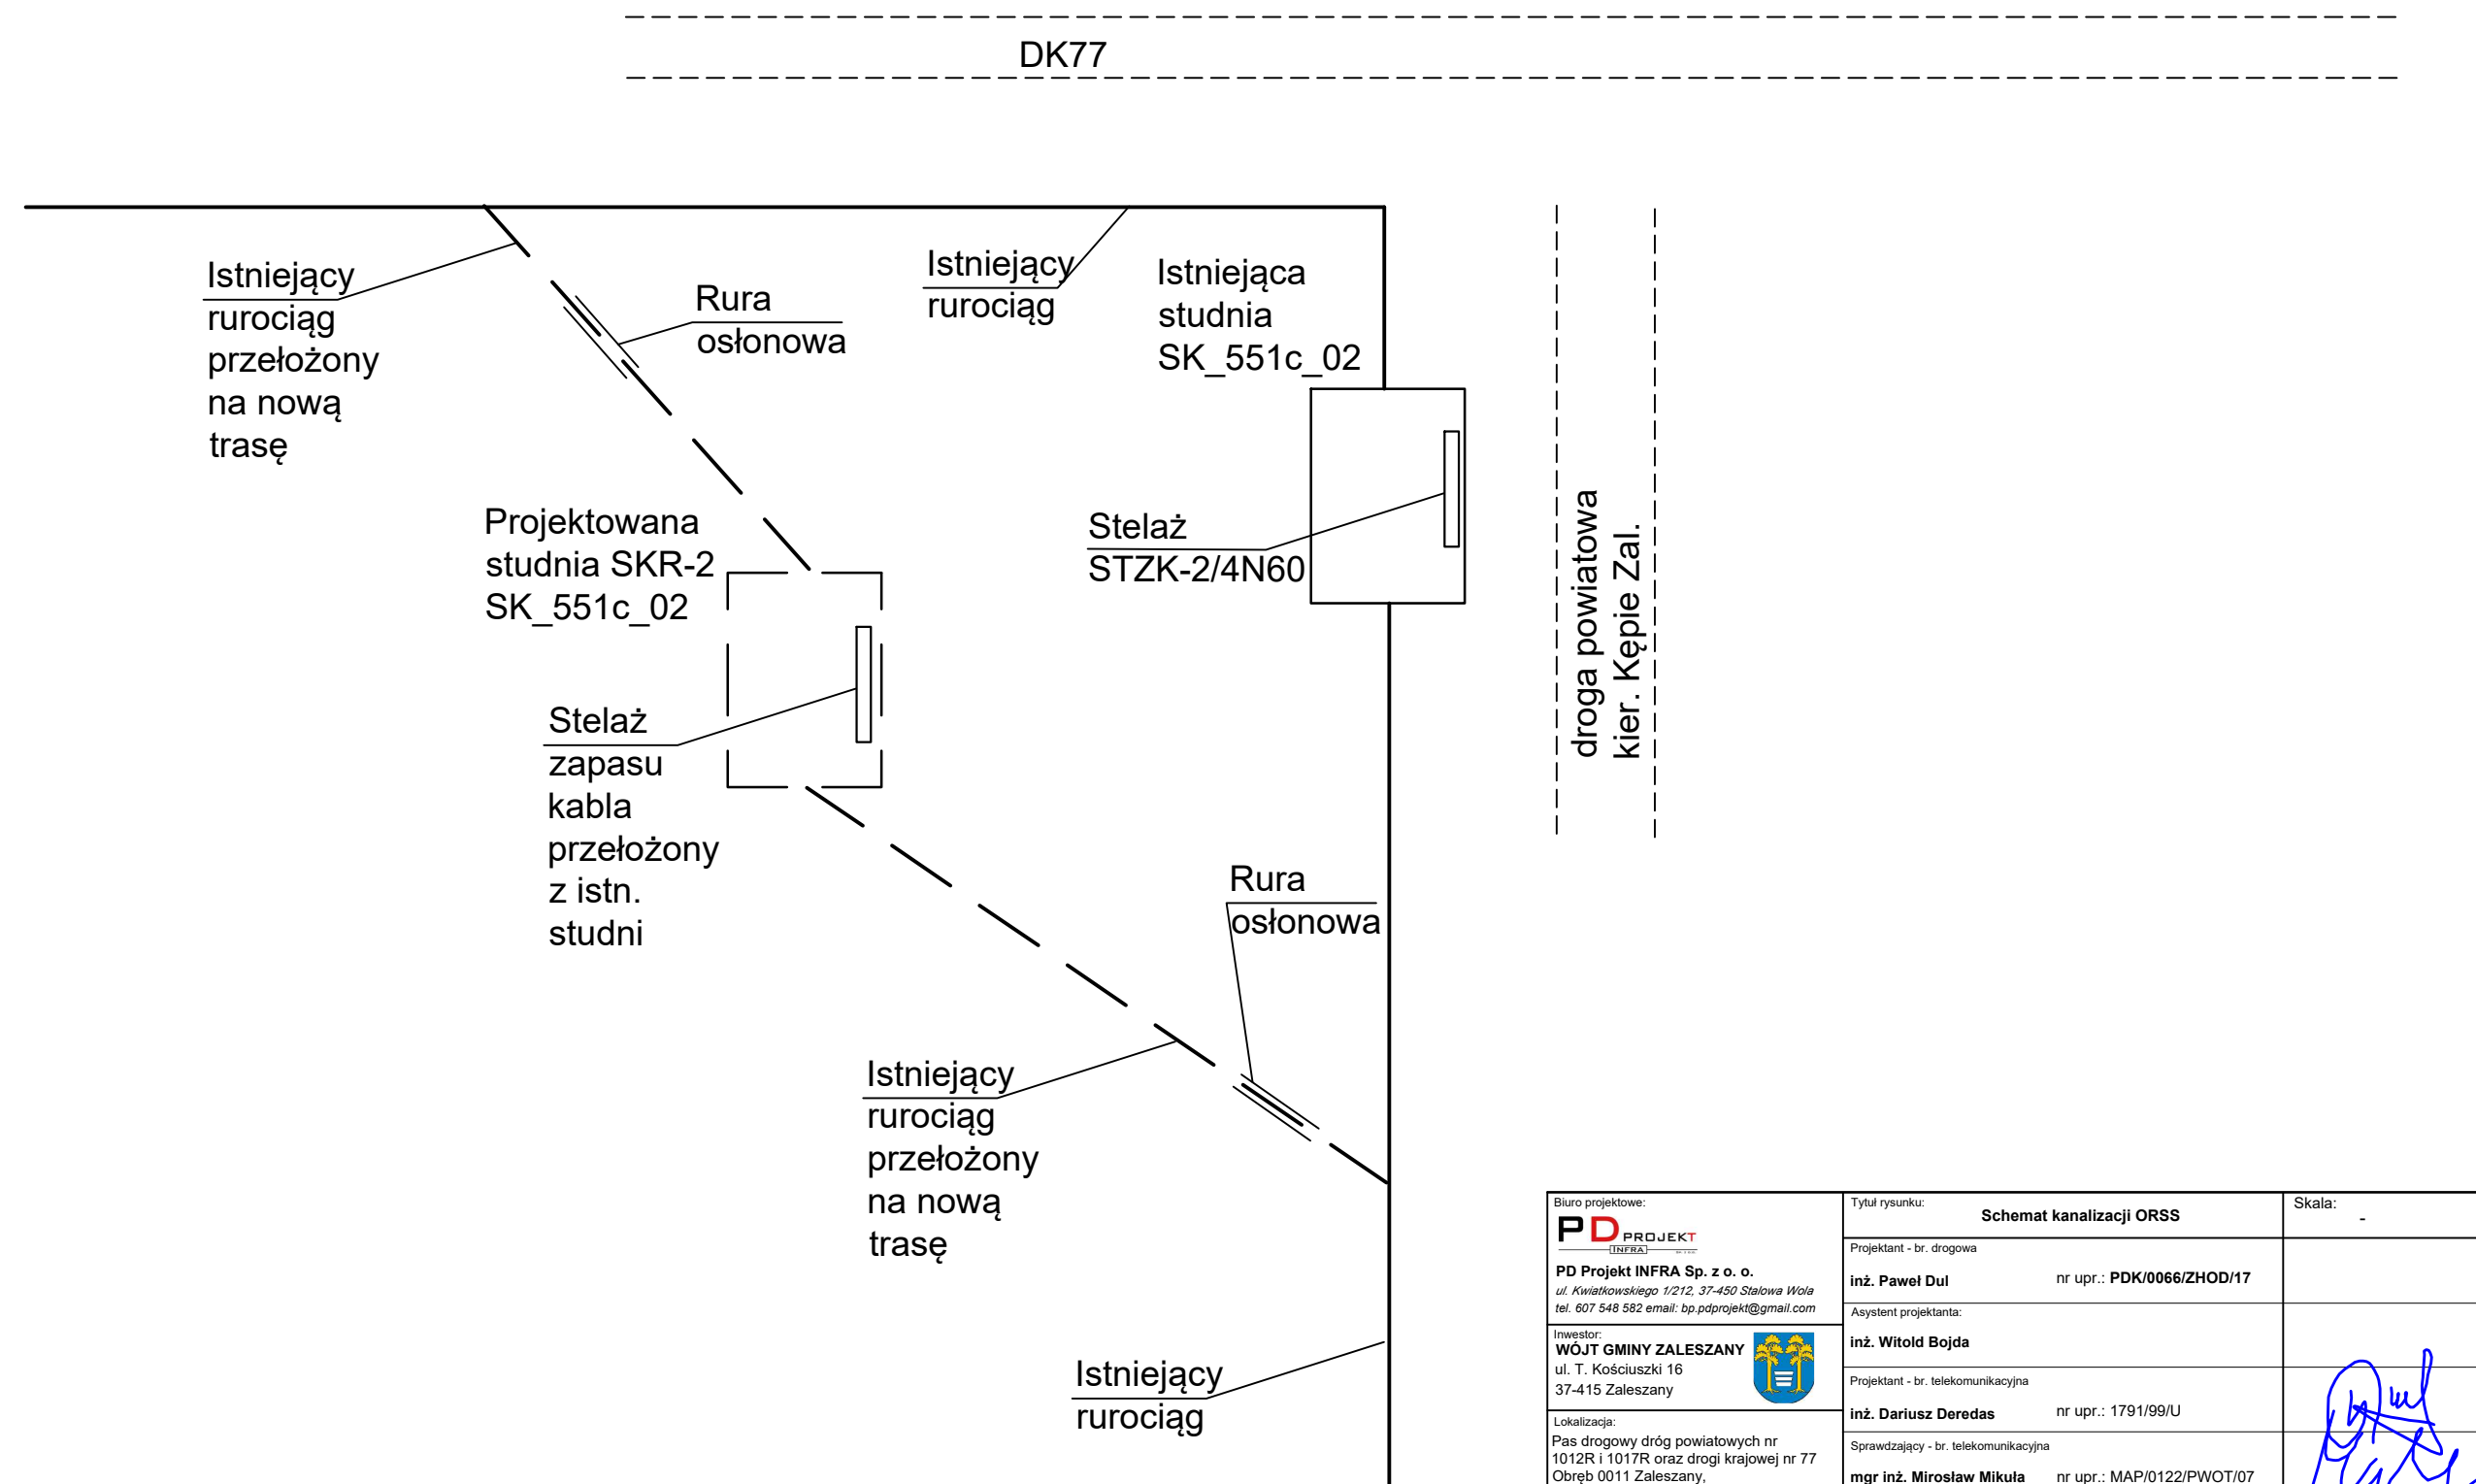 DK77
Istniejący
rurociąg
przełożony
na nową
trasę
Rura
osłonowa
Istniejący
rurociąg
Istniejąca
studnia
SK_551c_02
Projektowana
studnia SKR-2
SK_551c_02
Stelaż
STZK-2/4N60
droga powiatowa
kier. Kępie Zal.
Stelaż
zapasu
kabla
przełożony
z istn.
studni
Rura
osłonowa
Istniejący
rurociąg
przełożony
na nową
trasę
Istniejący
rurociąg
Biuro projektowe:
PD PROJEKT
INFRA
PD Projekt INFRA Sp. z o. o.
ul. Kwiatkowskiego 1/212, 37-450 Stalowa Wola
tel. 607 548 582 email: bp.pdprojekt@gmail.com
Inwestor:
WÓJT GMINY ZALESZANY
ul. T. Kościuszki 16
37-415 Zaleszany
Lokalizacja:
Pas drogowy dróg powiatowych nr
1012R i 1017R oraz drogi krajowej nr 77
Obręb 0011 Zaleszany,
Tytuł rysunku:
Schemat kanalizacji ORSS
Skala:
-
Projektant - br. drogowa
inż. Paweł Dul nr upr.: PDK/0066/ZHOD/17
Asystent projektanta:
inż. Witold Bojda
Projektant - br. telekomunikacyjna
inż. Dariusz Deredas nr upr.: 1791/99/U
Sprawdzający - br. telekomunikacyjna
mgr inż. Mirosław Mikuła nr upr.: MAP/0122/PWOT/07